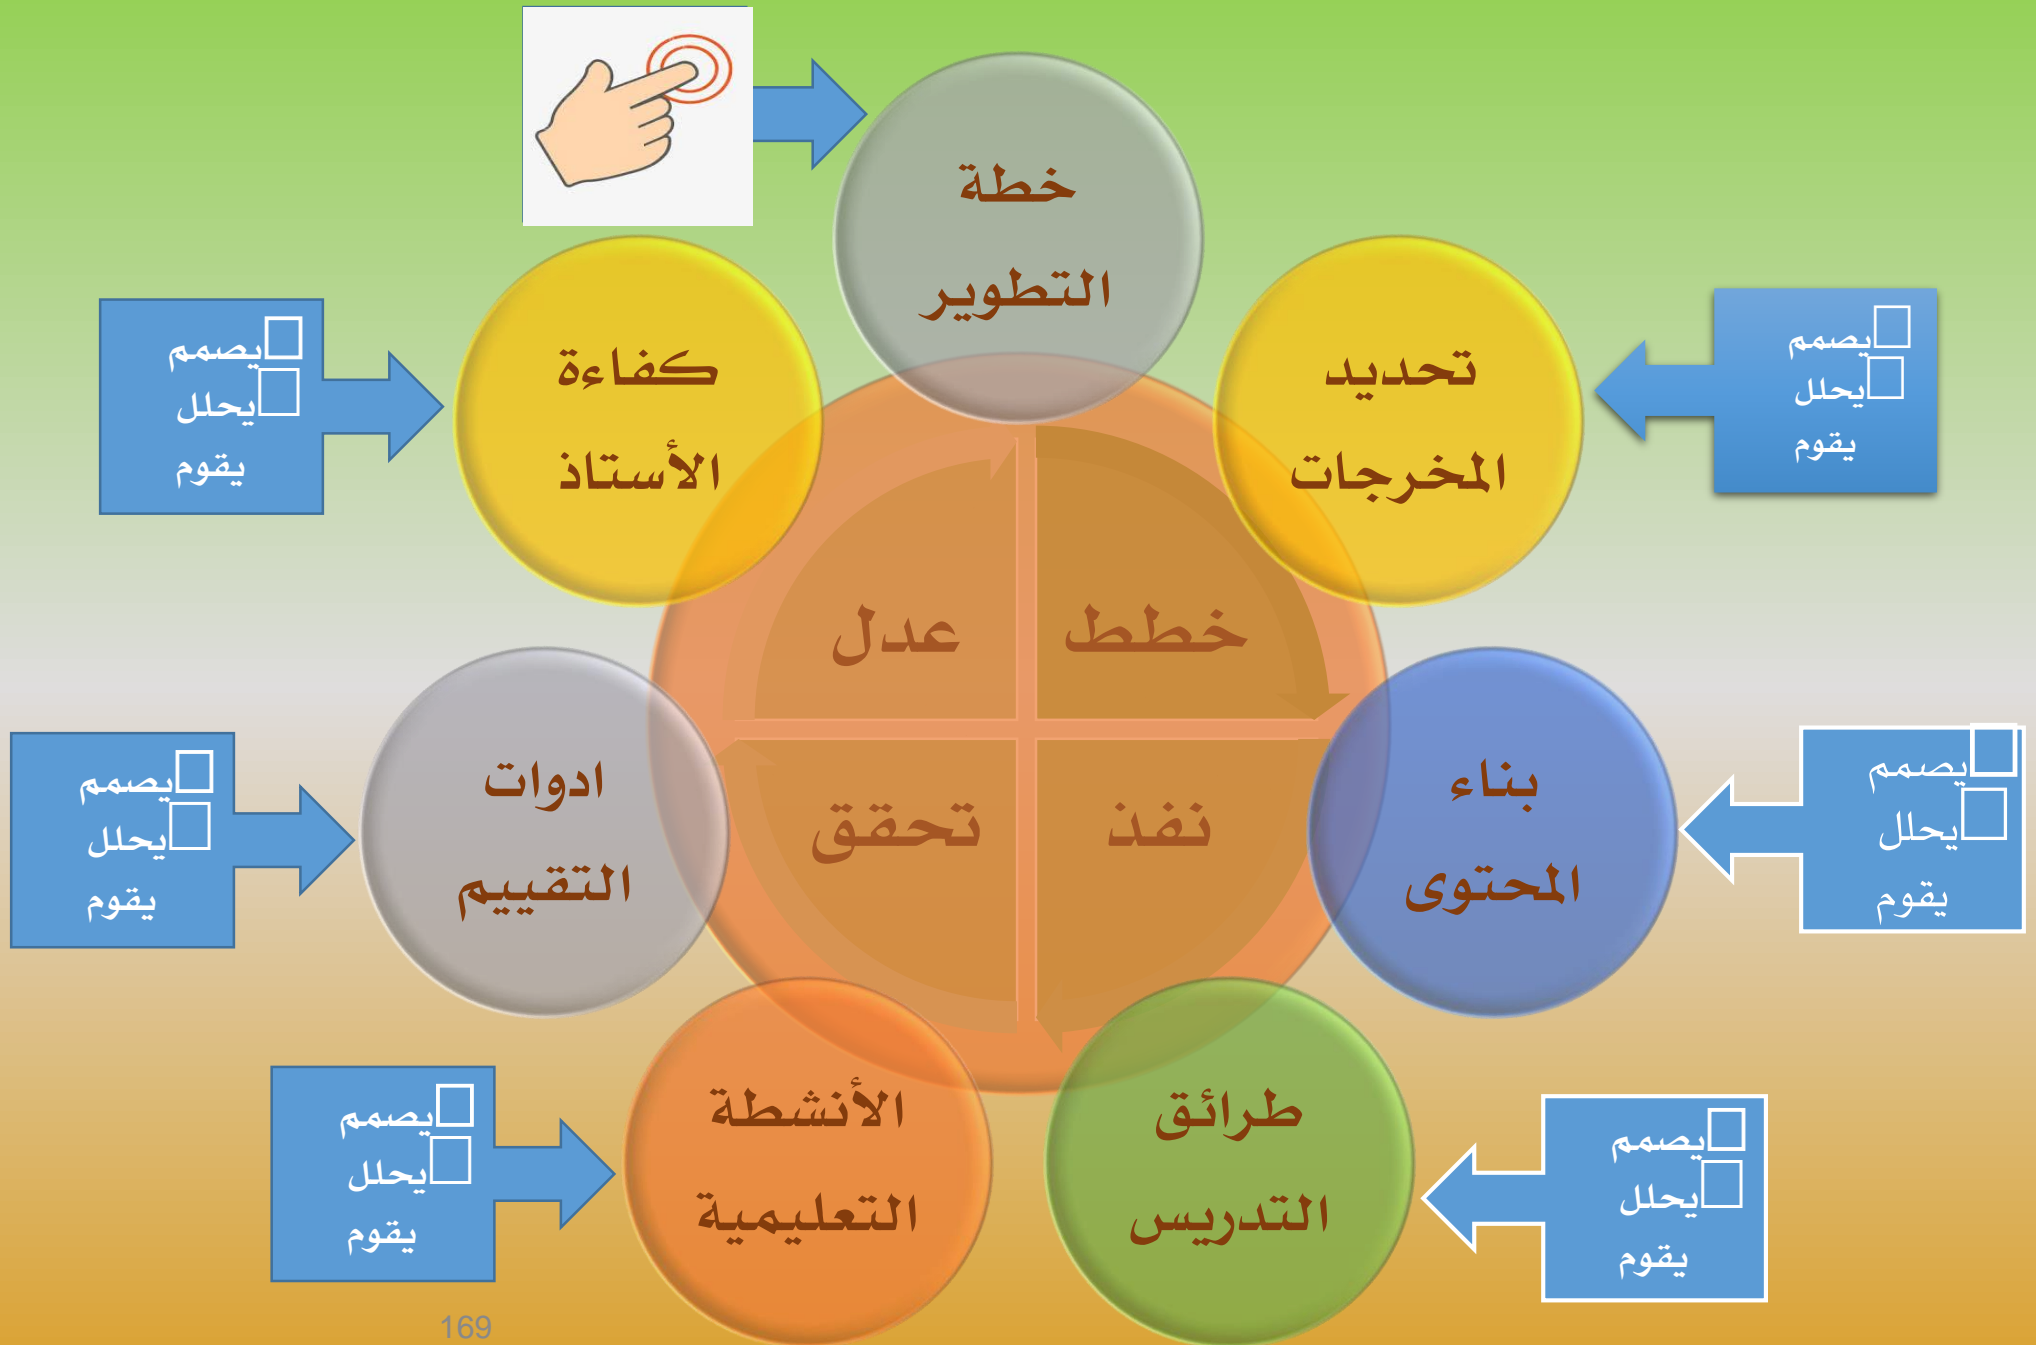 خطة
التطوير
تحديد
المخرجات
يصمم
يحلل
يقوم
بناء
المحتوى
يصمم
يحلل
يقوم
طرائق
التدريس
يصمم
يحلل
يقوم
الأنشطة
التعليمية
يصمم
يحلل
يقوم
ادوات
التقييم
يصمم
يحلل
يقوم
كفاءة
الأستاذ
يصمم
يحلل
يقوم
خطط
نفذ
تحقق
عدل
169